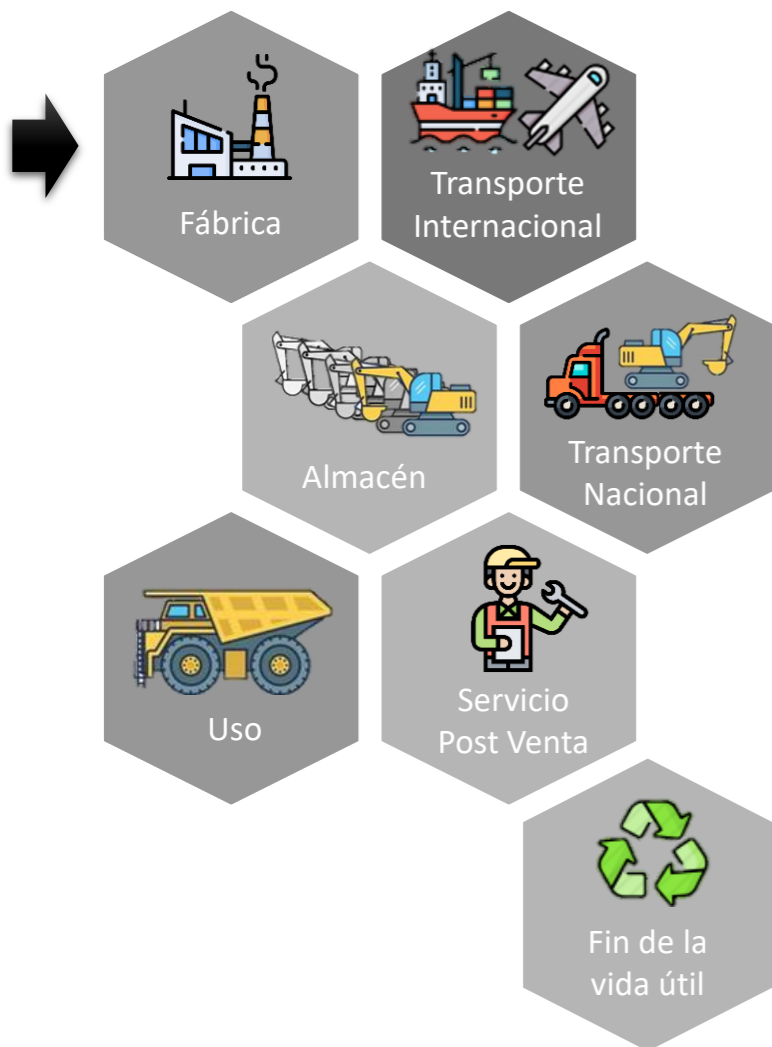 Fábrica
Transporte
Internacional
Almacén
Transporte
Nacional
Uso
Servicio
Post Venta
Fin de la
vida útil